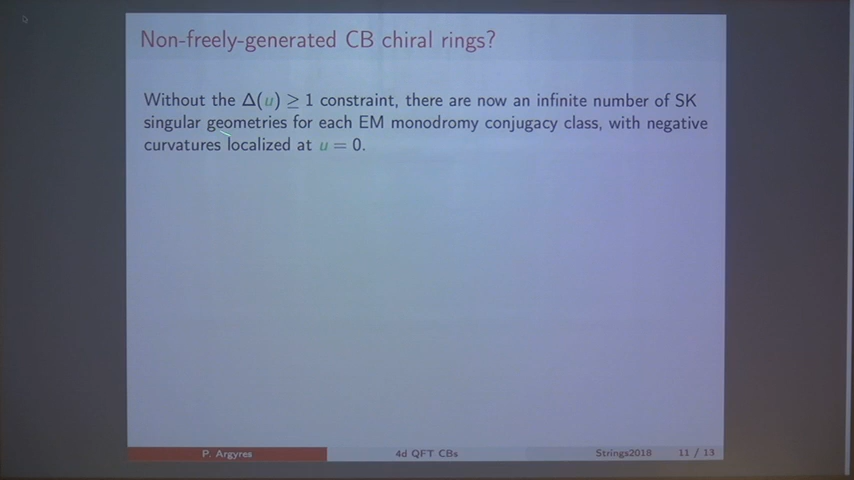 Non-freely-generated CB chiral rings?
Without the Δ(u) ≥ 1 constraint, there are now an infinite number of SK
singular geometries for each EM monodromy conjugacy class, with negative
curvatures localized at u = 0.
P. Argyres
4d QFT CBs
Strings2018
11 / 13